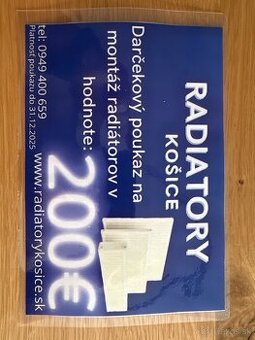 RADIATORY
KOŠICE
Darčekový poukaz na
montáž radiátorov v
hodnote:
200€
tel: 0949 400 659
Platnosť poukazu do 31.12.2025
www.radiatorykosice.sk